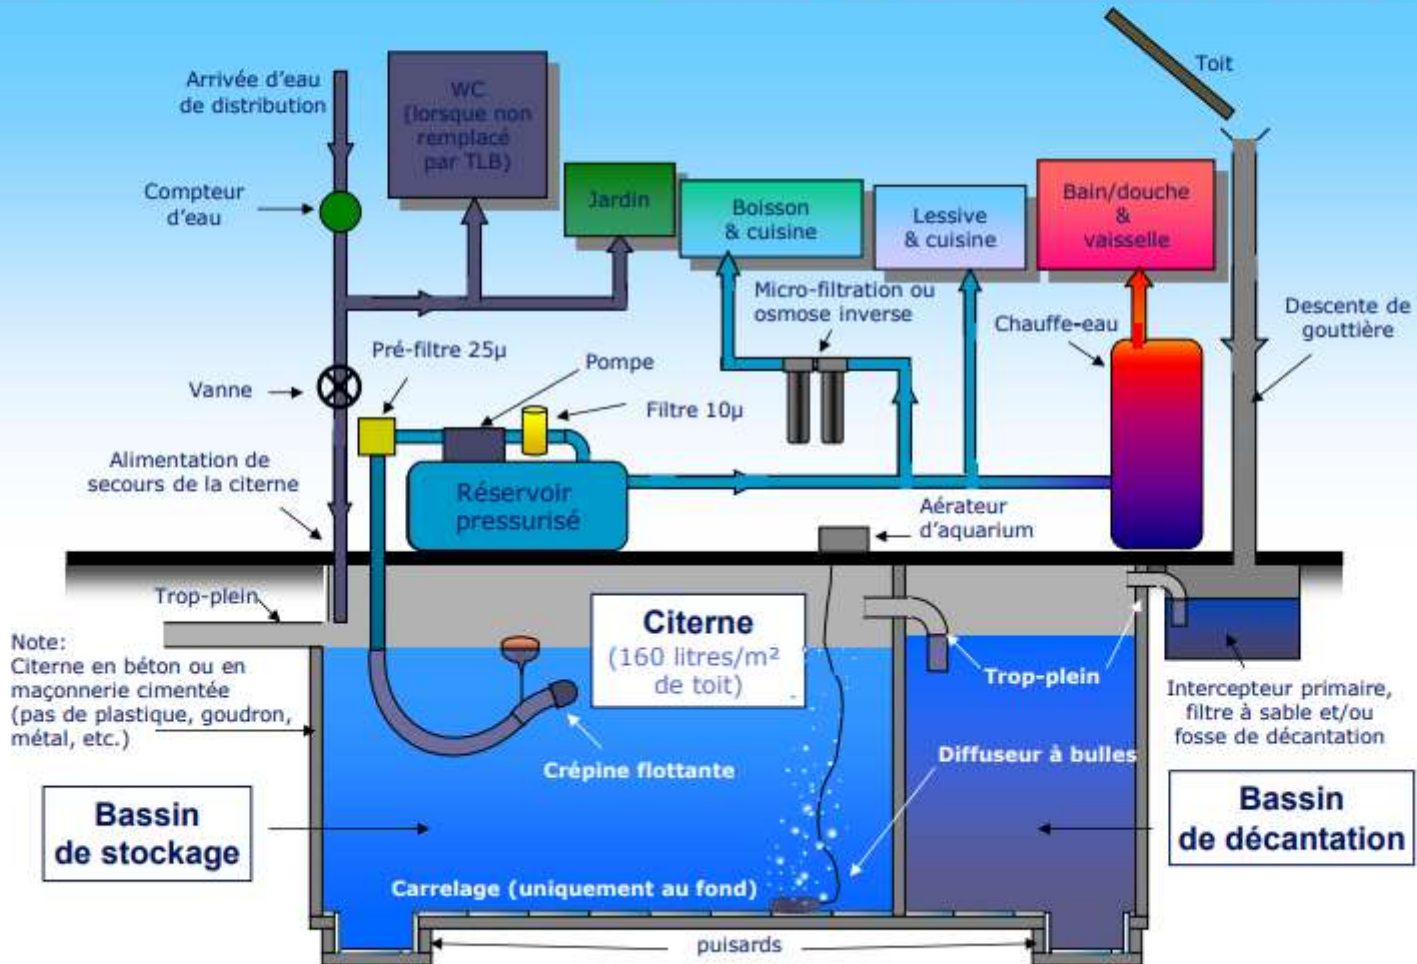 Arrivée d'eau
de distribution
WC
(lorsque non
remplacé
par TLB)
Toit
Compteur
d'eau
Jardin
Boisson
& cuisine
Lessive
& cuisine
Bain/douche
&
vaisselle
Micro-filtration ou
osmose inverse
Chauffe-eau
Descente de
gouttière
Pré-filtre 25µ
Pompe
Vanne
Filtre 10µ
Alimentation de
secours de la citerne
Réservoir
pressurisé
Aérateur
d'aquarium
Trop-plein
Citerne
(160 litres/m²
de toit)
Note:
Citerne en béton ou en
maçonnerie cimentée
(pas de plastique, goudron,
métal, etc.)
Trop-plein
Intercepteur primaire,
filtre à sable et/ou
fosse de décantation
Crépine flottante
Diffuseur à bulles
Bassin
de stockage
Bassin
de décantation
Carrelage (uniquement au fond)
puisards